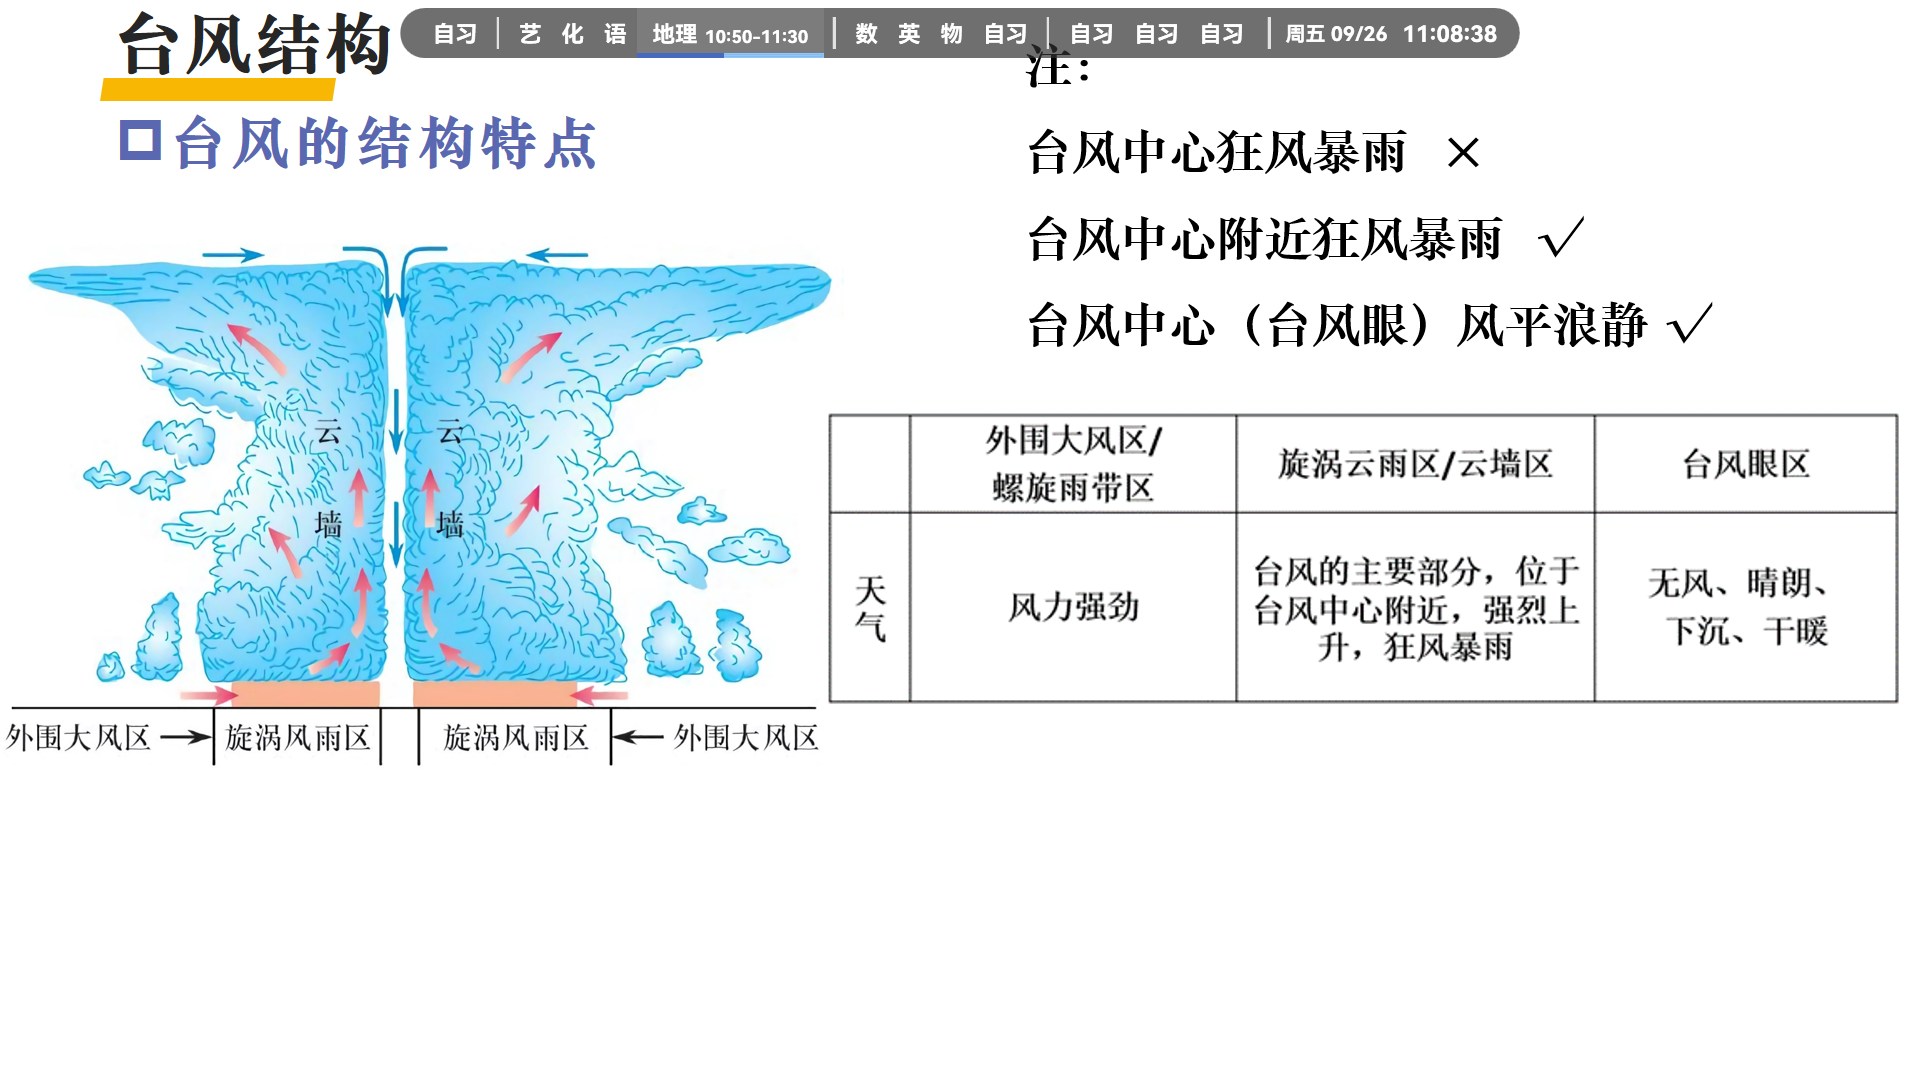 台风结构
自习 艺 化 语 地理 10:50-11:30 数 英 物 自习 自习 自习 自习 周五 09/26 11:08:38
台风的结构特点
注：
台风中心狂风暴雨 ×
台风中心附近狂风暴雨 √
台风中心（台风眼）风平浪静 √
云
墙
云
墙
外围大风区
旋涡风雨区
旋涡风雨区
外围大风区
外围大风区/
螺旋雨带区
旋涡云雨区/云墙区
台风眼区
天
气
风力强劲
台风的主要部分，位于
台风中心附近，强烈上
升，狂风暴雨
无风、晴朗、
下沉、干暖